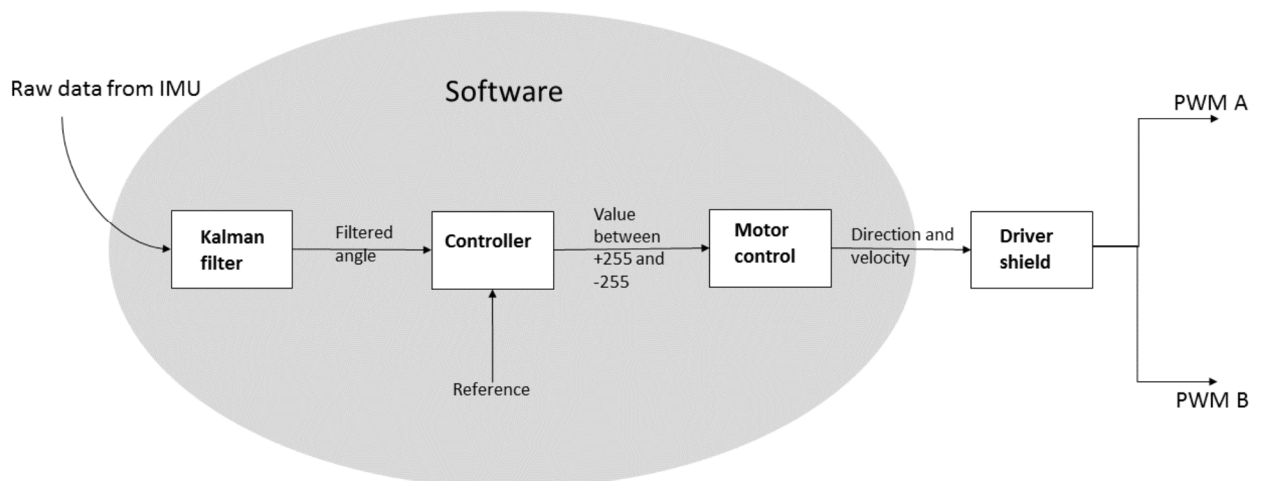 Software
Raw data from IMU
PWM A
Kalman
filter
Filtered
angle
Controller
Reference
Value
between
+255 and
-255
Motor
control
Direction and
velocity
Driver
shield
PWM B